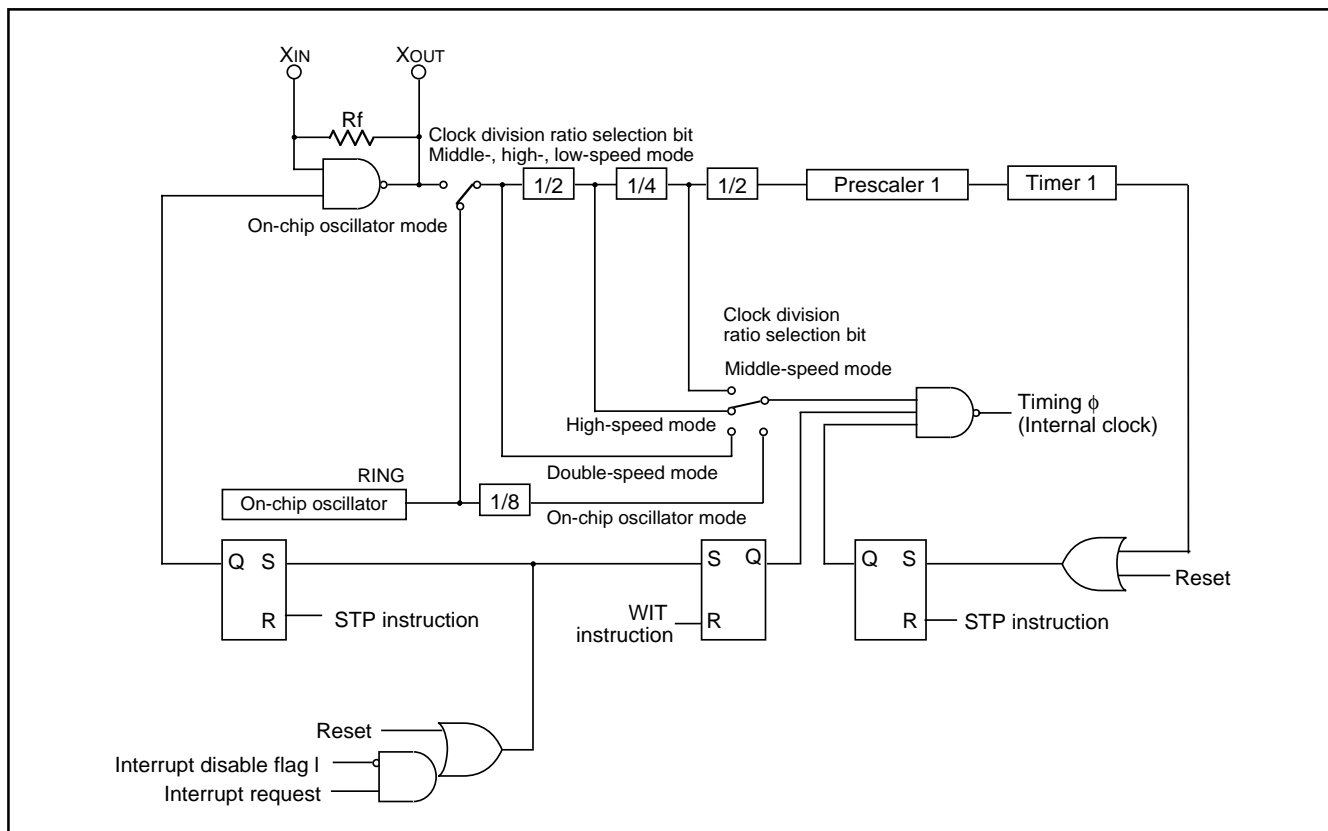 XIN
XOUT
Rf
Clock division ratio selection bit
Middle-, high-, low-speed mode
1/2
1/4
1/2
Prescaler 1
Timer 1
On-chip oscillator mode
Clock division
ratio selection bit
Middle-speed mode
Timing ϕ
(Internal clock)
High-speed mode
Double-speed mode
RING
On-chip oscillator
1/8
On-chip oscillator mode
Q
S
R
STP instruction
S
Q
R
WIT
instruction
Q
S
R
STP instruction
Reset
Reset
Interrupt disable flag l
Interrupt request